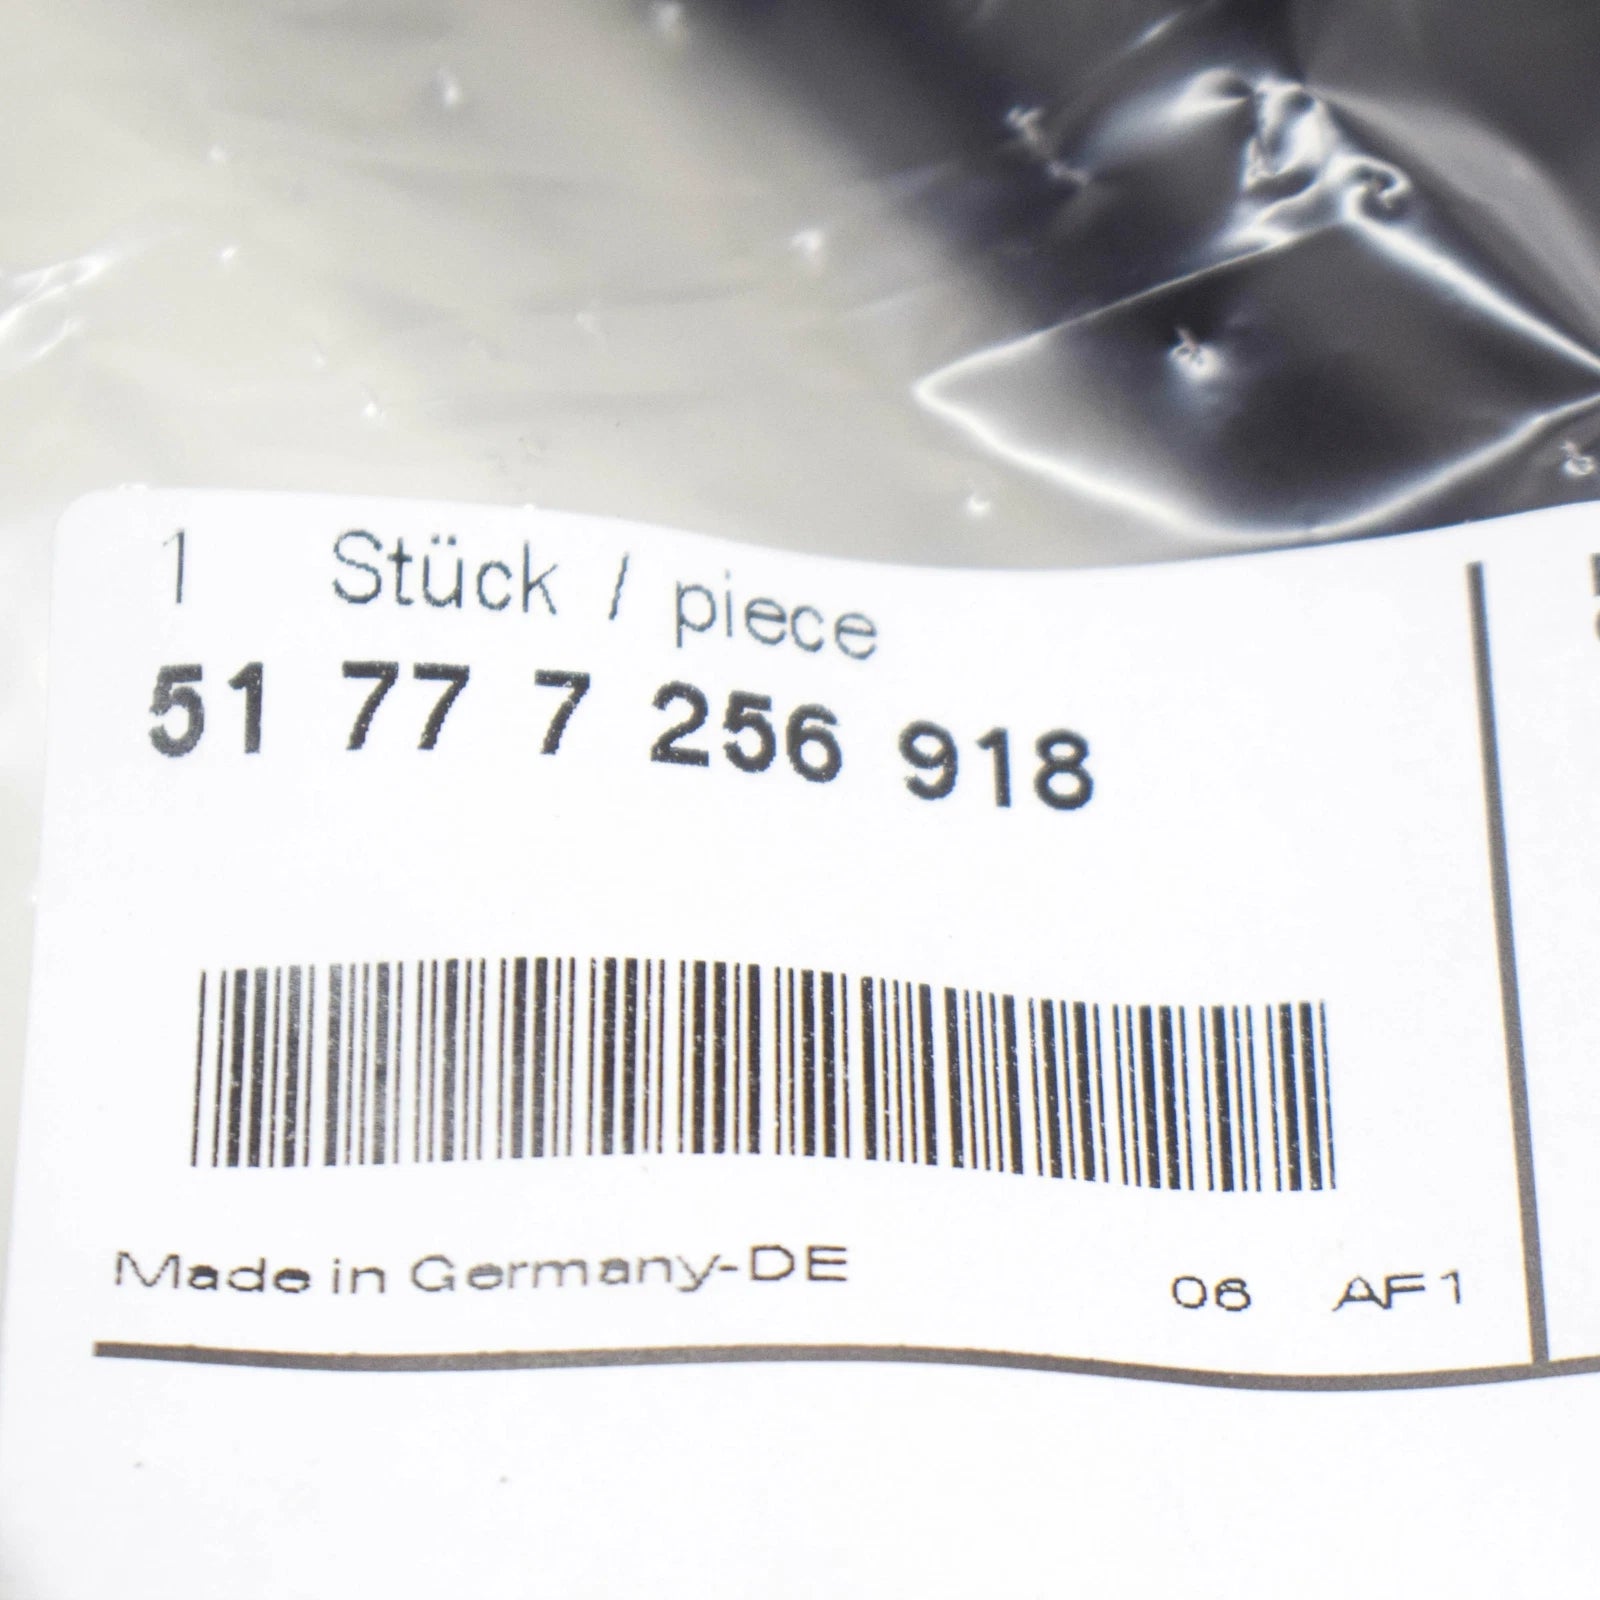 1 Stück / piece
51 77 7 256 918
Made in Germany-DE 06 AF1